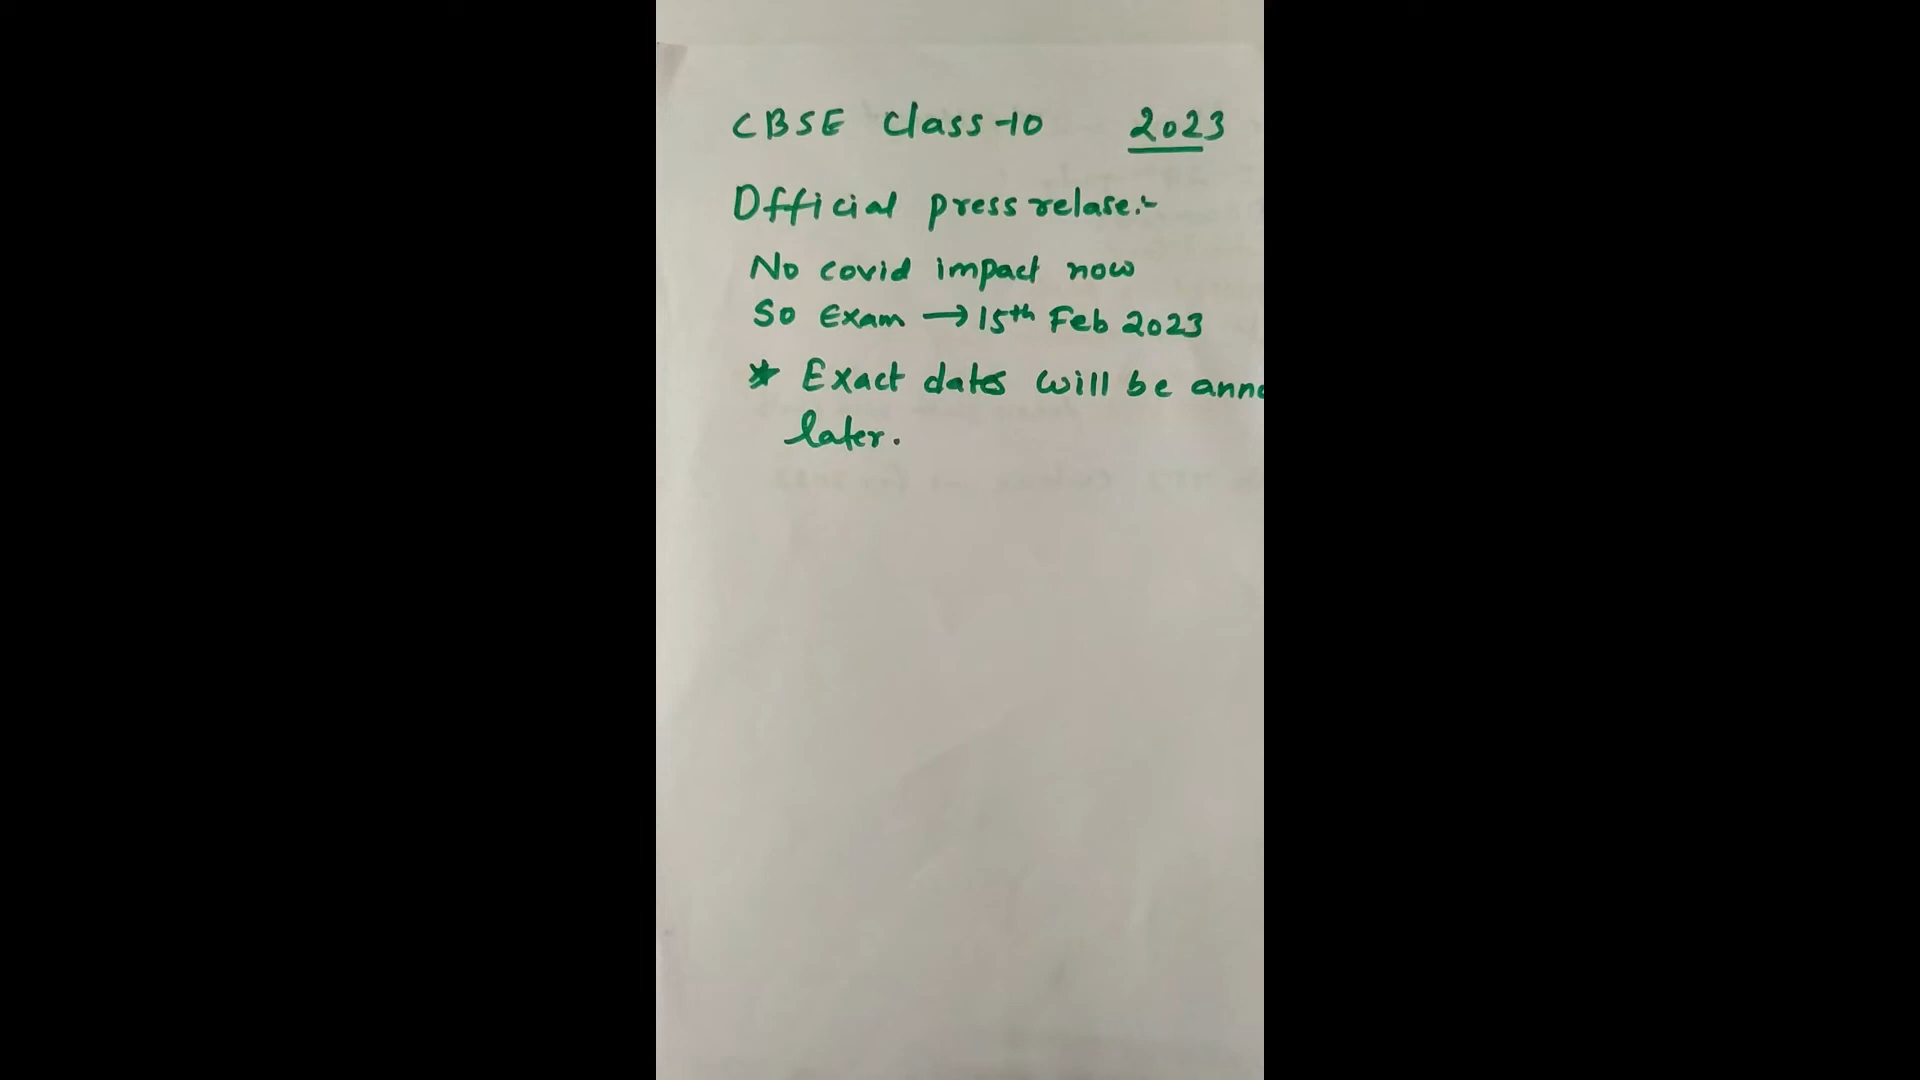 CBSE Class-10 2023
Official press relase:-
No covid impact now
So Exam → 15th Feb 2023
* Exact dates will be anno
later.